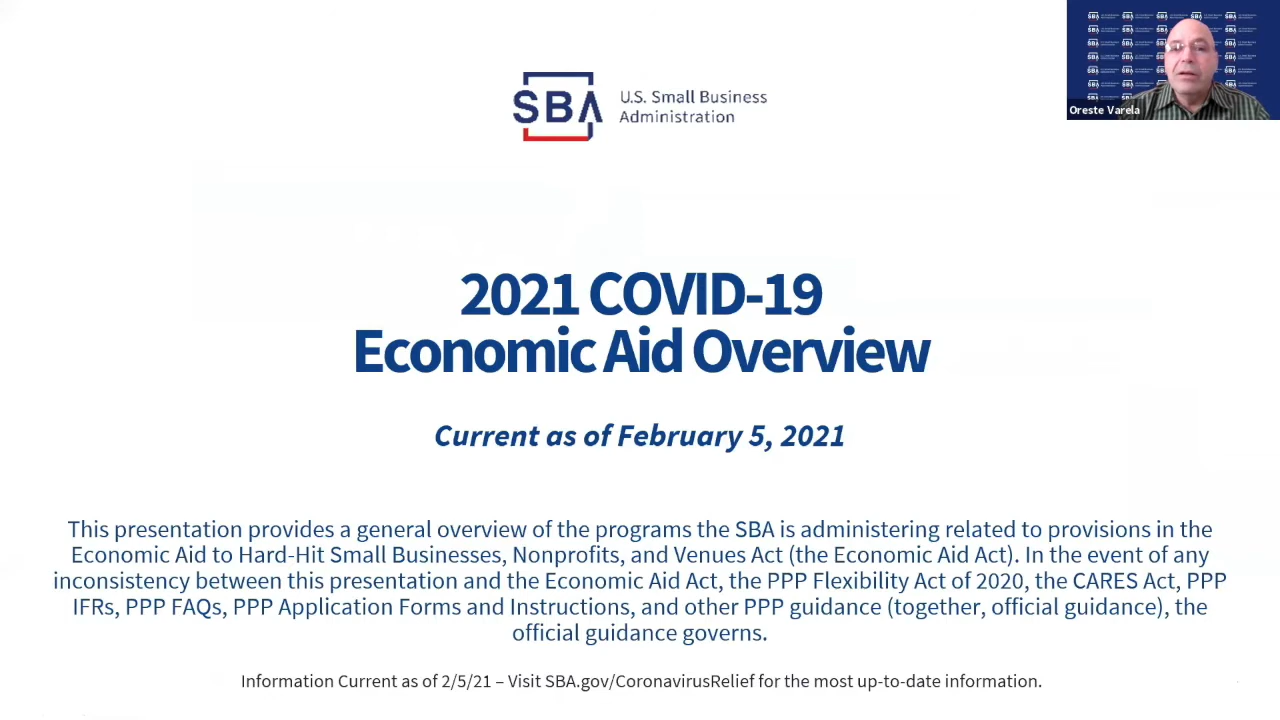 SBA
U.S. Small Business
Administration
Oreste Varela
2021 COVID-19
Economic Aid Overview
Current as of February 5, 2021
This presentation provides a general overview of the programs the SBA is administering related to provisions in the
Economic Aid to Hard-Hit Small Businesses, Nonprofits, and Venues Act (the Economic Aid Act). In the event of any
inconsistency between this presentation and the Economic Aid Act, the PPP Flexibility Act of 2020, the CARES Act, PPP
IFRs, PPP FAQs, PPP Application Forms and Instructions, and other PPP guidance (together, official guidance), the
official guidance governs.
Information Current as of 2/5/21 – Visit SBA.gov/CoronavirusRelief for the most up-to-date information.